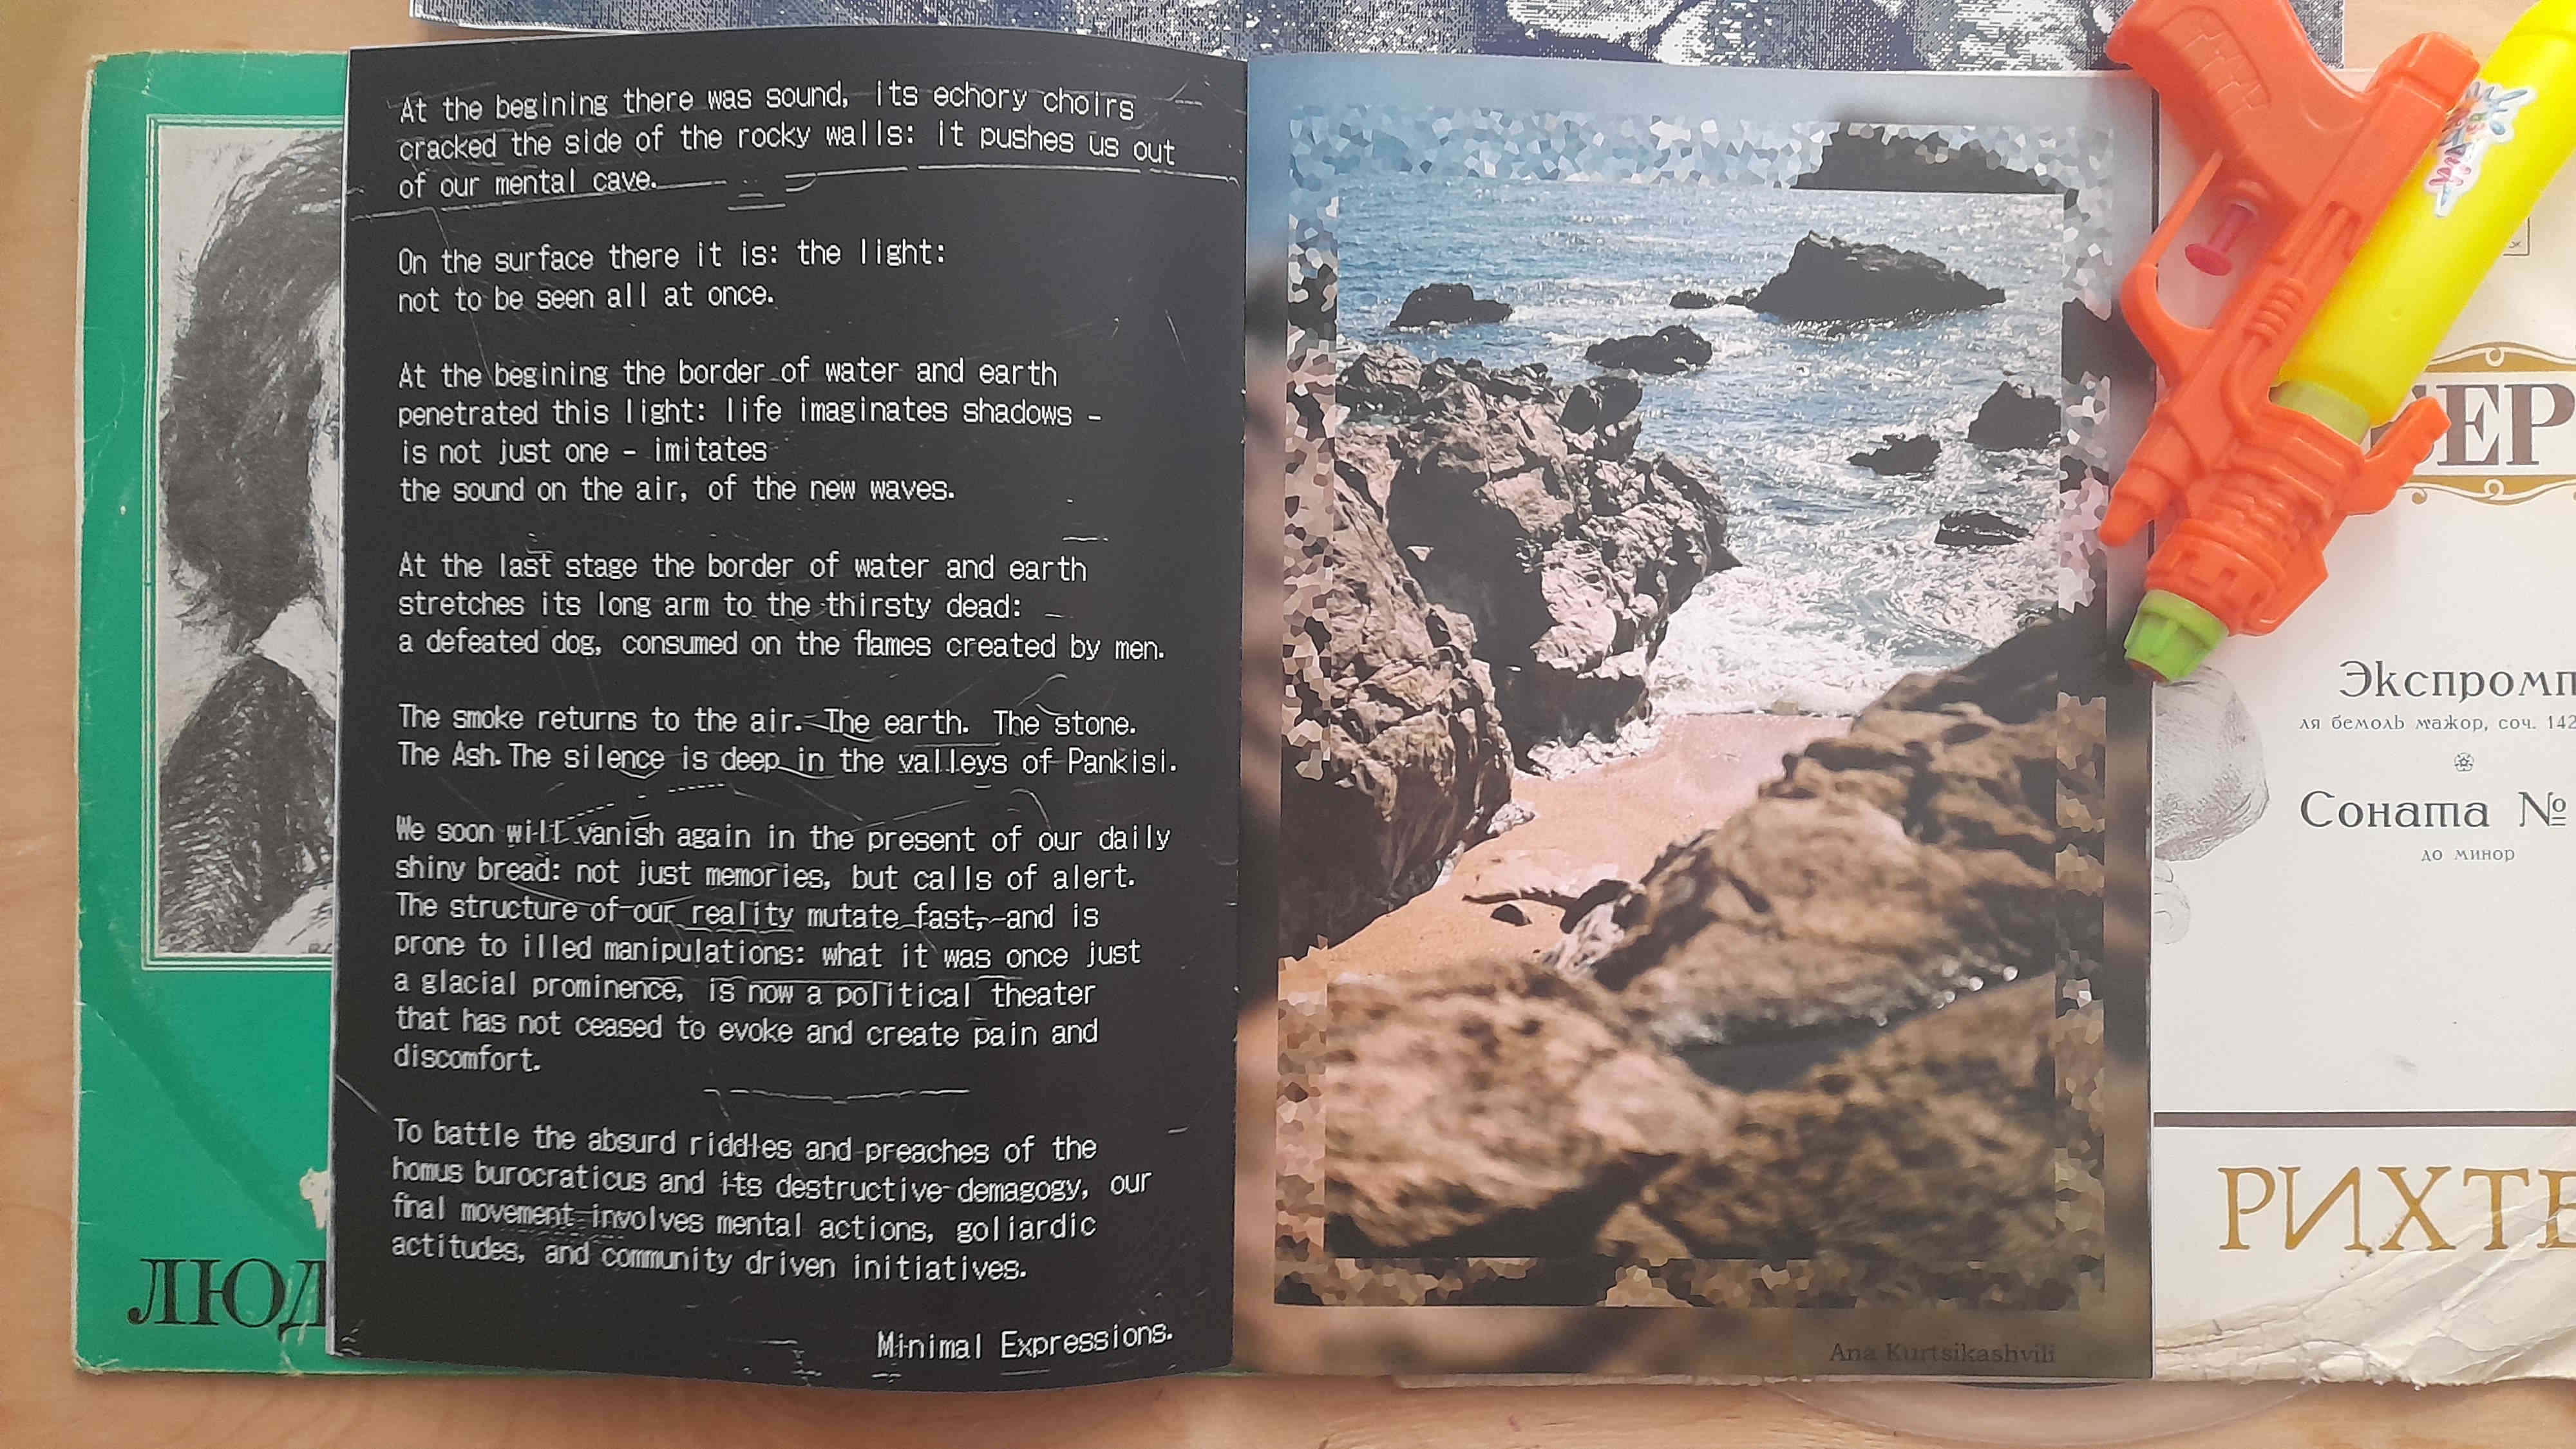 At the begining there was sound, its echory choirs
cracked the side of the rocky walls: it pushes us out
of our mental cave.
On the surface there it is: the light:
not to be seen all at once.
At the begining the border of water and earth
penetrated this light: life imaginates shadows -
is not just one - imitates
the sound on the air, of the new waves.
At the last stage the border of water and earth
stretches its long arm to the thirsty dead:
a defeated dog, consumed on the flames created by men.
The smoke returns to the air. The earth. The stone.
The Ash. The silence is deep in the valleys of Pankisi.
We soon will vanish again in the present of our daily
shiny bread: not just memories, but calls of alert.
The structure of our reality mutate fast, and is
prone to illed manipulations: what it was once just
a glacial prominence, is now a political theater
that has not ceased to evoke and create pain and
discomfort.
To battle the absurd riddles and preaches of the
homus burocraticus and its destructive demagogy, our
final movement involves mental actions, goliardic
actitudes, and community driven initiatives.
Minimal Expressions.
Ana Kurtsikashvili
ЛЮД
ЕР
Экспромт
ля бемоль мажор, соч. 142
Соната №
до минор
РИХТЕ